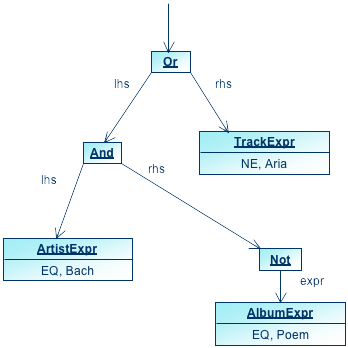 Or
lhs
rhs
TrackExpr
NE, Aria
And
lhs
rhs
ArtistExpr
EQ, Bach
Not
expr
AlbumExpr
EQ, Poem